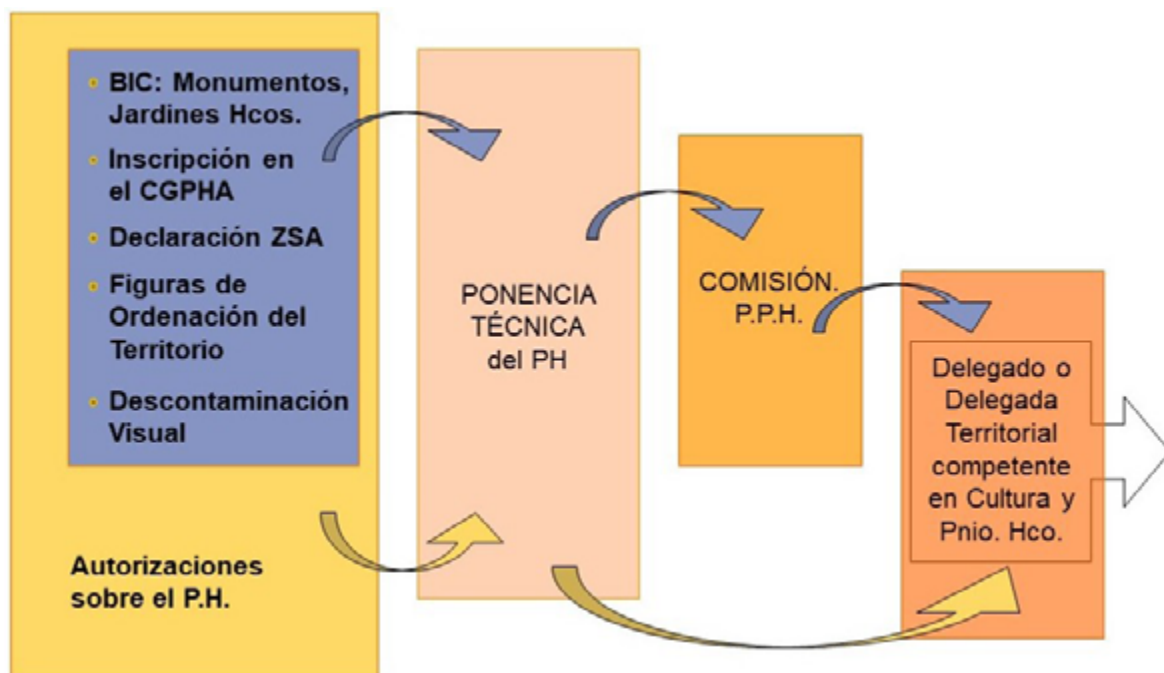 • BIC: Monumentos,
Jardines Hcos.
• Inscripción en
el CGPHA
• Declaración ZSA
• Figuras de
Ordenación del
Territorio
• Descontaminación
Visual
Autorizaciones
sobre el P.H.
PONENCIA
TÉCNICA
del PH
COMISIÓN.
P.P.H.
Delegado o
Delegada
Territorial
competente
en Cultura y
Pnio. Hco.